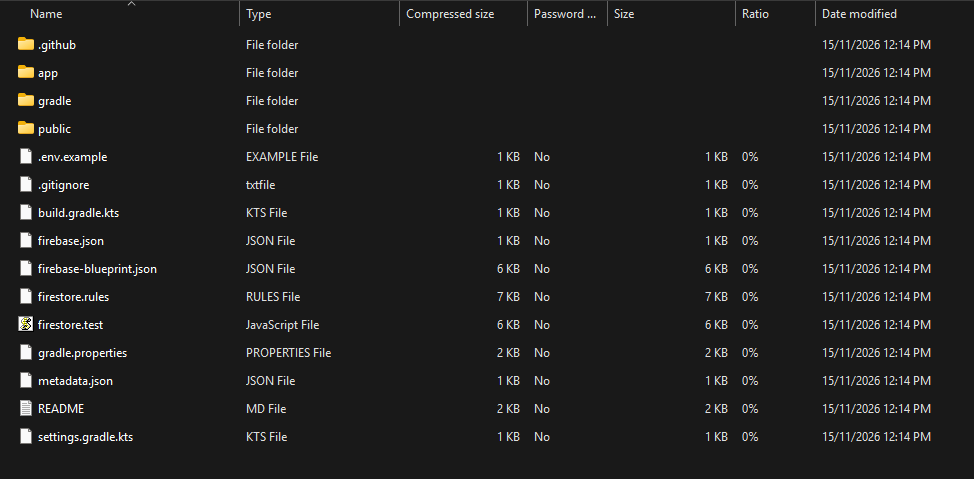 Name Type Compressed size Password ... Size Ratio Date modified
.github File folder 15/11/2026 12:14 PM
app File folder 15/11/2026 12:14 PM
gradle File folder 15/11/2026 12:14 PM
public File folder 15/11/2026 12:14 PM
.env.example EXAMPLE File 1 KB No 1 KB 0% 15/11/2026 12:14 PM
.gitignore txtfile 1 KB No 1 KB 0% 15/11/2026 12:14 PM
build.gradle.kts KTS File 1 KB No 1 KB 0% 15/11/2026 12:14 PM
firebase.json JSON File 1 KB No 1 KB 0% 15/11/2026 12:14 PM
firebase-blueprint.json JSON File 6 KB No 6 KB 0% 15/11/2026 12:14 PM
firestore.rules RULES File 7 KB No 7 KB 0% 15/11/2026 12:14 PM
firestore.test JavaScript File 6 KB No 6 KB 0% 15/11/2026 12:14 PM
gradle.properties PROPERTIES File 2 KB No 2 KB 0% 15/11/2026 12:14 PM
metadata.json JSON File 1 KB No 1 KB 0% 15/11/2026 12:14 PM
README MD File 2 KB No 2 KB 0% 15/11/2026 12:14 PM
settings.gradle.kts KTS File 1 KB No 1 KB 0% 15/11/2026 12:14 PM